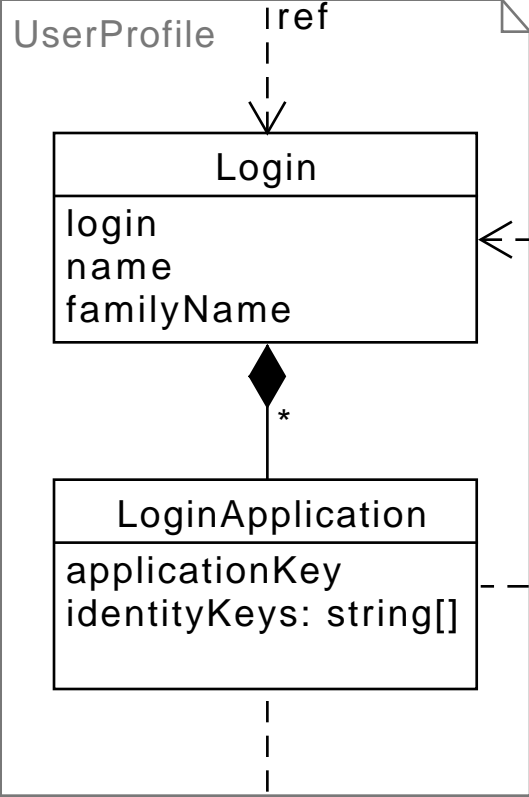 ref
UserProfile
Login
login
name
familyName
*
LoginApplication
applicationKey
identityKeys: string[]